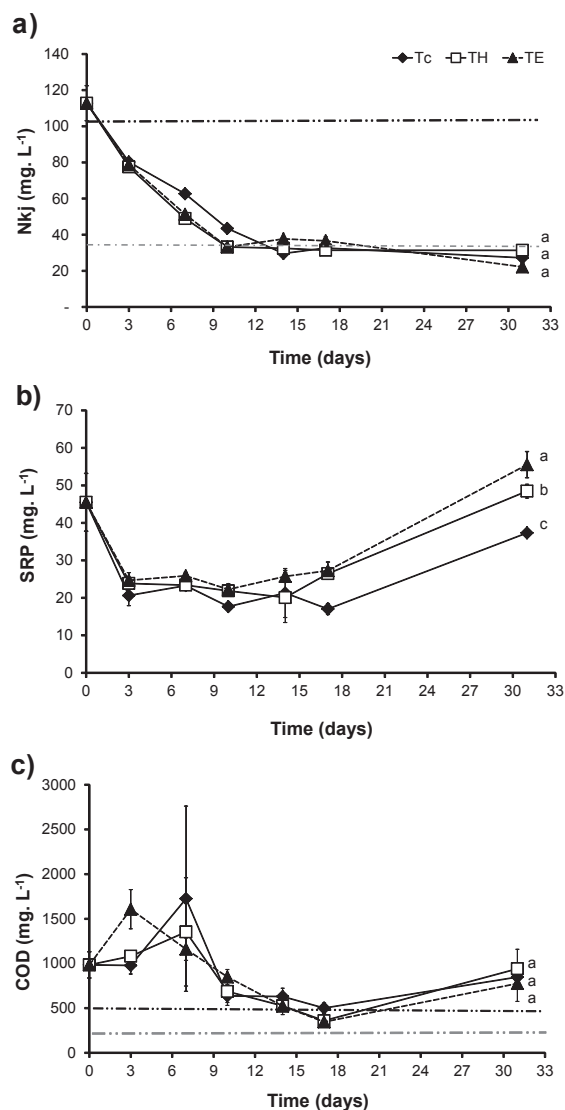 a)
140
120
100
80
60
40
20
-
Nkj (mg. L-1)
Tc TH TE
a
a
a
0 3 6 9 12 15 18 21 24 27 30 33
Time (days)
b)
70
60
50
40
30
20
10
0
SRP (mg. L-1)
a
b
c
0 3 6 9 12 15 18 21 24 27 30 33
Time (days)
c)
3000
2500
2000
1500
1000
500
0
COD (mg. L-1)
a
a
a
0 3 6 9 12 15 18 21 24 27 30 33
Time (days)